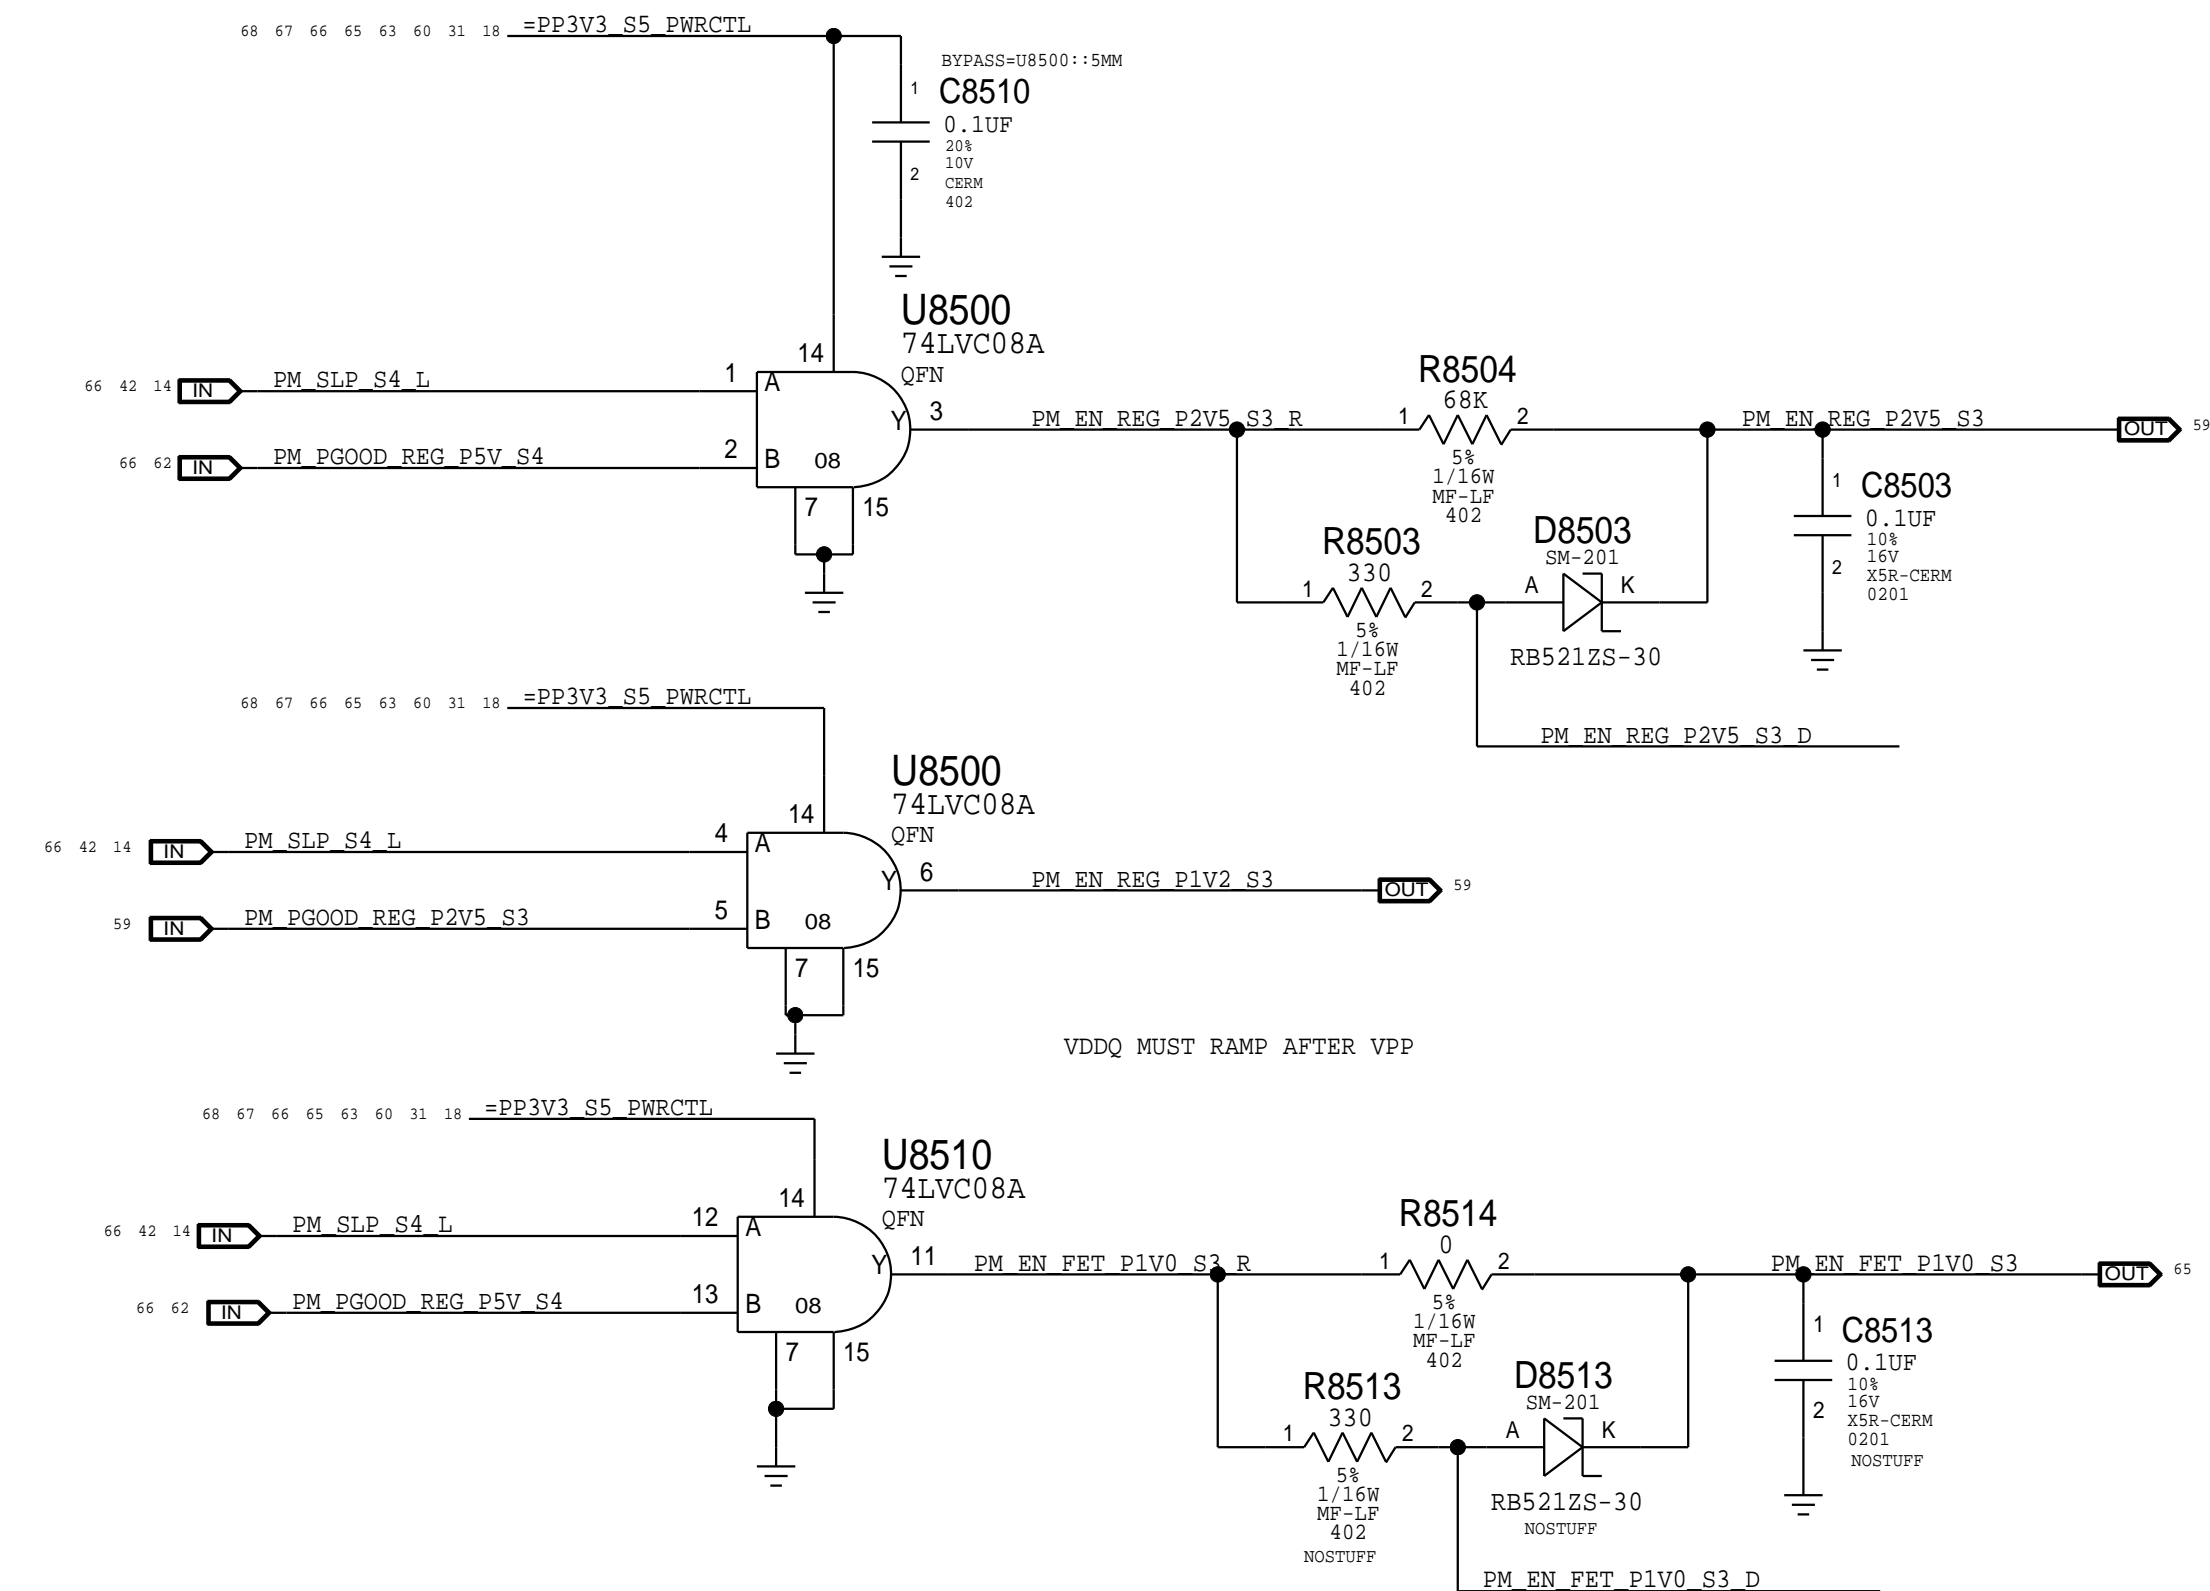 68 67 66 65 63 60 31 18 =PP3V3_S5_PWRCTL
BYPASS=U8500::5MM
1
C8510
0.1UF
20%
10V
2
CERM
402
U8500
74LVC08A
QFN
14
66 42 14 IN PM_SLP_S4_L 1 A
Y 3 PM_EN_REG_P2V5_S3_R
66 62 IN PM_PGOOD_REG_P5V_S4 2 B 08
7 15
R8504
68K
1 2
5%
1/16W
MF-LF
402
PM_EN_REG_P2V5_S3 OUT 59
1
C8503
0.1UF
10%
16V
2
X5R-CERM
0201
R8503
330
1 2
5%
1/16W
MF-LF
402
D8503
SM-201
A K
RB521ZS-30
PM_EN_REG_P2V5_S3_D
68 67 66 65 63 60 31 18 =PP3V3_S5_PWRCTL
U8500
74LVC08A
QFN
14
66 42 14 IN PM_SLP_S4_L 4 A
Y 6 PM_EN_REG_P1V2_S3 OUT 59
59 IN PM_PGOOD_REG_P2V5_S3 5 B 08
7 15
VDDQ MUST RAMP AFTER VPP
68 67 66 65 63 60 31 18 =PP3V3_S5_PWRCTL
U8510
74LVC08A
QFN
14
66 42 14 IN PM_SLP_S4_L 12 A
Y 11 PM_EN_FET_P1V0_S3_R
66 62 IN PM_PGOOD_REG_P5V_S4 13 B 08
7 15
R8514
0
1 2
5%
1/16W
MF-LF
402
PM_EN_FET_P1V0_S3 OUT 65
1
C8513
0.1UF
10%
16V
2
X5R-CERM
0201
NOSTUFF
R8513
330
1 2
5%
1/16W
MF-LF
402
NOSTUFF
D8513
SM-201
A K
RB521ZS-30
NOSTUFF
PM_EN_FET_P1V0_S3_D